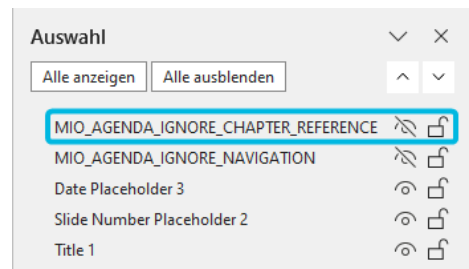 Auswahl
Alle anzeigen Alle ausblenden
MIO_AGENDA_IGNORE_CHAPTER_REFERENCE
MIO_AGENDA_IGNORE_NAVIGATION
Date Placeholder 3
Slide Number Placeholder 2
Title 1